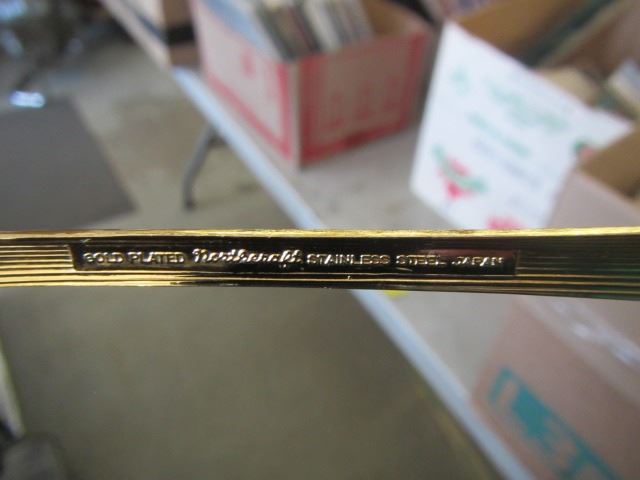 GOLD PLATED Northcraft STAINLESS STEEL JAPAN